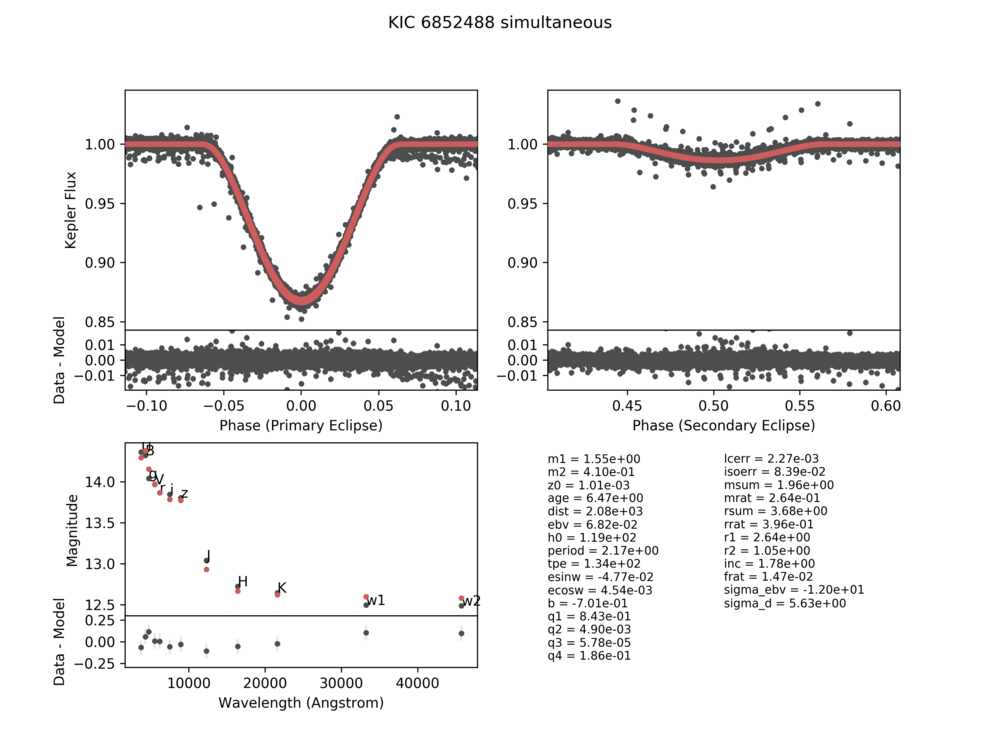 KIC 6852488 simultaneous
Kepler Flux
1.00
0.95
0.90
0.85
1.00
0.95
0.90
0.85
Data - Model
0.01
0.00
−0.01
0.01
0.00
−0.01
−0.10 −0.05 0.00 0.05 0.10
0.45 0.50 0.55 0.60
Phase (Primary Eclipse)
Phase (Secondary Eclipse)
Magnitude
14.0
13.5
13.0
12.5
B
g
V
r
i
z
J
H
K
w1
w2
Data - Model
0.25
0.00
−0.25
10000 20000 30000 40000
Wavelength (Angstrom)
m1 = 1.55e+00
m2 = 4.10e-01
z0 = 1.01e-03
age = 6.47e+00
dist = 2.08e+03
ebv = 6.82e-02
h0 = 1.19e+02
period = 2.17e+00
tpe = 1.34e+02
esinw = -4.77e-02
ecosw = 4.54e-03
b = -7.01e-01
q1 = 8.43e-01
q2 = 4.90e-03
q3 = 5.78e-05
q4 = 1.86e-01
lcerr = 2.27e-03
isoerr = 8.39e-02
msum = 1.96e+00
mrat = 2.64e-01
rsum = 3.68e+00
rrat = 3.96e-01
r1 = 2.64e+00
r2 = 1.05e+00
inc = 1.78e+00
frat = 1.47e-02
sigma_ebv = -1.20e+01
sigma_d = 5.63e+00